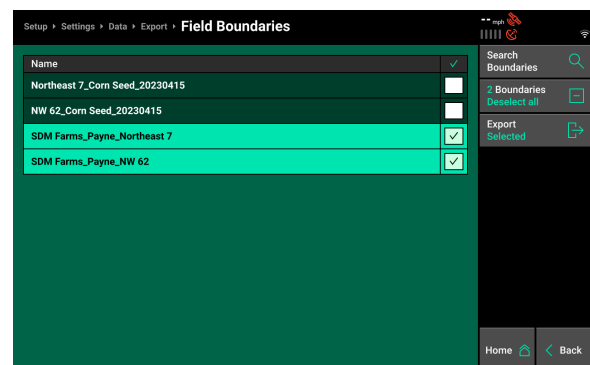 Setup › Settings › Data › Export › Field Boundaries
-- mph
Name
Northeast 7_Corn Seed_20230415
NW 62_Corn Seed_20230415
SDM Farms_Payne_Northeast 7
SDM Farms_Payne_NW 62
Search
Boundaries
2 Boundaries
Deselect all
Export
Selected
Home
Back